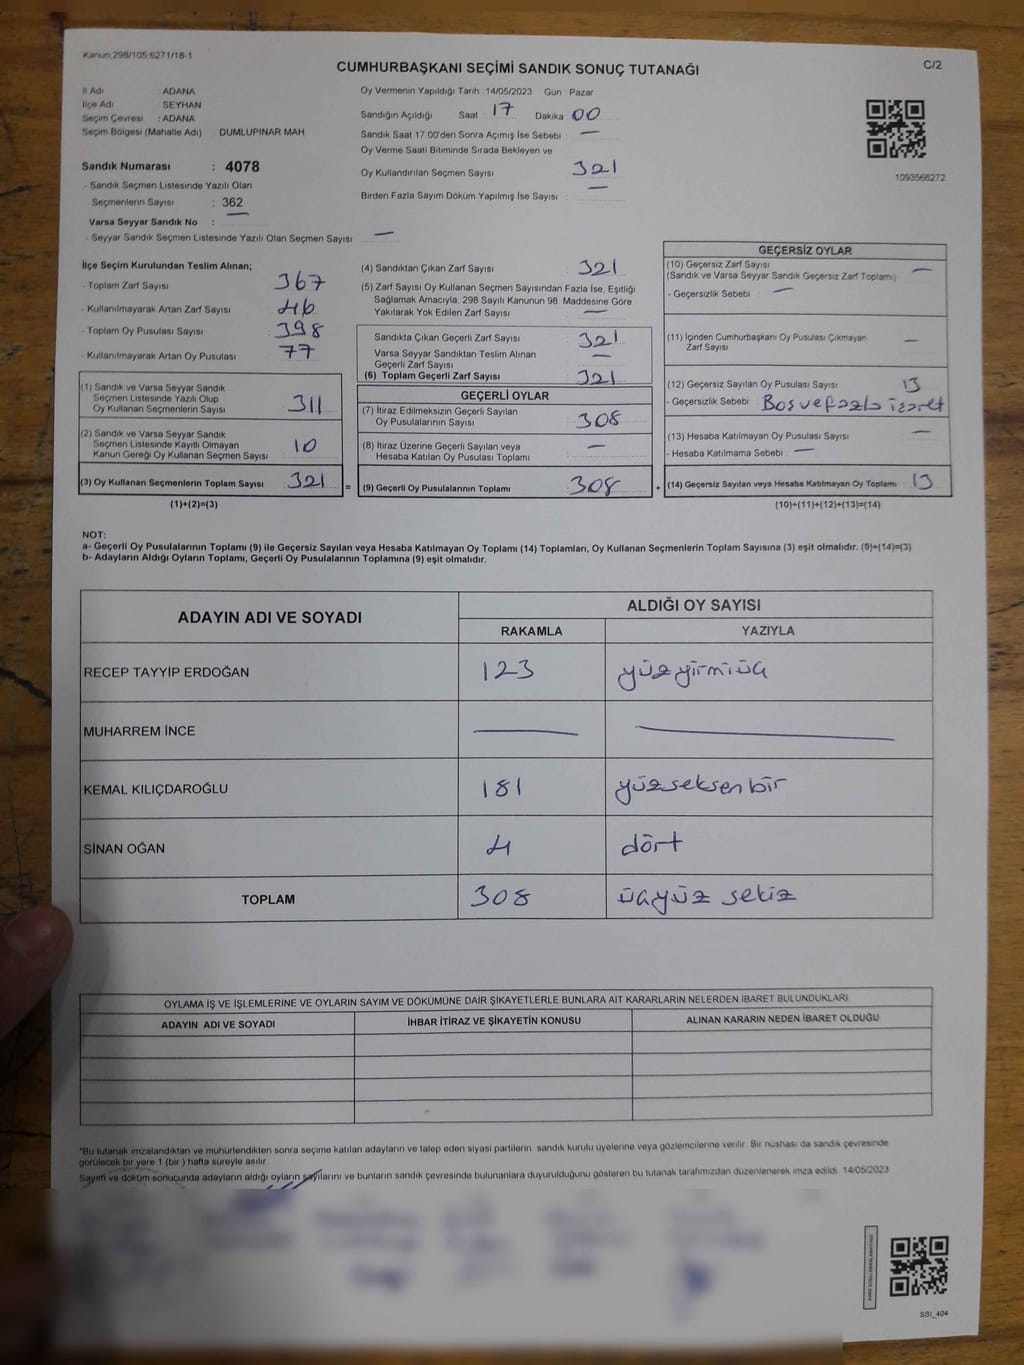 Kanun:298/105,6271/18-1
CUMHURBAŞKANI SEÇİMİ SANDIK SONUÇ TUTANAĞI
C/2
İl Adı ADANA
İlçe Adı SEYHAN
Seçim Çevresi : ADANA
Seçim Bölgesi (Mahalle Adı) DUMLUPINAR MAH
Oy Vermenin Yapıldığı Tarih :14/05/2023 Gün Pazar
Sandığın Açıldığı Saat 17 Dakika 00
Sandık Saat 17.00'den Sonra Açımış İse Sebebi : —
Oy Verme Saati Bitiminde Sırada Bekleyen ve
Oy Kullandırılan Seçmen Sayısı 321
Birden Fazla Sayım Döküm Yapılmış İse Sayısı : —
1093566272
Sandık Numarası : 4078
- Sandık Seçmen Listesinde Yazılı Olan
Seçmenlerin Sayısı : 362
Varsa Seyyar Sandık No : —
- Seyyar Sandık Seçmen Listesinde Yazılı Olan Seçmen Sayısı —
İlçe Seçim Kurulundan Teslim Alınan;
- Toplam Zarf Sayısı 367
- Kullanılmayarak Artan Zarf Sayısı 46
- Toplum Oy Pusulası Sayısı 398
- Kullanılmayarak Artan Oy Pusulası 77
(1) Sandık ve Varsa Seyyar Sandık
Seçmen Listesinde Yazılı Olup
Oy Kullanan Seçmenlerin Sayısı 311
(2) Sandık ve Varsa Seyyar Sandık
Seçmen Listesinde Kayıtlı Olmayan
Kanun Gereği Oy Kullanan Seçmen Sayısı 10
(3) Oy Kullanan Seçmenlerin Toplam Sayısı 321 =
(1)+(2)=(3)
(4) Sandıktan Çıkan Zarf Sayısı 321
(5) Zarf Sayısı Oy Kullanan Seçmen Sayısından Fazla İse, Eşitliği
Sağlamak Amacıyla, 298 Sayılı Kanunun 98. Maddesine Göre
Yakılarak Yok Edilen Zarf Sayısı —
Sandıkta Çıkan Geçerli Zarf Sayısı 321
Varsa Seyyar Sandıktan Teslim Alınan —
Geçerli Zarf Sayısı
(6) Toplam Geçerli Zarf Sayısı 321
GEÇERLİ OYLAR
(7) İtiraz Edilmeksizin Geçerli Sayılan
Oy Pusulalarının Sayısı 308
(8) İtiraz Üzerine Geçerli Sayılan veya —
Hesaba Katılan Oy Pusulası Toplamı
(9) Geçerli Oy Pusulalarının Toplamı 308 +
GEÇERSİZ OYLAR
(10) Geçersiz Zarf Sayısı —
(Sandık ve Varsa Seyyar Sandık Geçersiz Zarf Toplamı)
- Geçersizlik Sebebi —
(11) İçinden Cumhurbaşkanı Oy Pusulası Çıkmayan —
Zarf Sayısı
(12) Geçersiz Sayılan Oy Pusulası Sayısı 13
- Geçersizlik Sebebi Boş ve fazla işaret
(13) Hesaba Katılmayan Oy Pusulası Sayısı —
- Hesaba Katılmama Sebebi —
(14) Geçersiz Sayılan veya Hesaba Katılmayan Oy Toplamı 13
(10)+(11)+(12)+(13)=(14)
NOT:
a- Geçerli Oy Pusulalarının Toplamı (9) ile Geçersiz Sayılan veya Hesaba Katılmayan Oy Toplamı (14) Toplamları, Oy Kullanan Seçmenlerin Toplam Sayısına (3) eşit olmalıdır. (9)+(14)=(3)
b- Adayların Aldığı Oyların Toplamı, Geçerli Oy Pusulalarının Toplamına (9) eşit olmalıdır.
ADAYIN ADI VE SOYADI ALDIĞI OY SAYISI
RAKAMLA YAZIYLA
RECEP TAYYİP ERDOĞAN 123 yüzyirmiüç
MUHARREM İNCE — —
KEMAL KILIÇDAROĞLU 181 yüzseksenbir
SİNAN OĞAN 4 dört
TOPLAM 308 üçyüz sekiz
OYLAMA İŞ VE İŞLEMLERİNE VE OYLARIN SAYIM VE DÖKÜMÜNE DAİR ŞİKAYETLERLE BUNLARA AİT KARARLARIN NELERDEN İBARET BULUNDUKLARI
ADAYIN ADI VE SOYADI İHBAR İTİRAZ VE ŞİKAYETİN KONUSU ALINAN KARARIN NEDEN İBARET OLDUĞU
*Bu tutanak imzalandıktan ve mühürlendikten sonra seçime katılan adayların ve talep eden siyasi partilerin sandık kurulu üyelerine veya gözlemcilerine verilir. Bir nüshası da sandık çevresinde
görülecek bir yere 1 (bir ) hafta süreyle asılır.
Sayım ve döküm sonucunda adayların aldığı oyların sayılarını ve bunların sandık çevresinde bulunanlara duyurulduğunu gösteren bu tutanak tarafımızdan düzenlenerek imza edildi. 14/05/2023
SSI_404